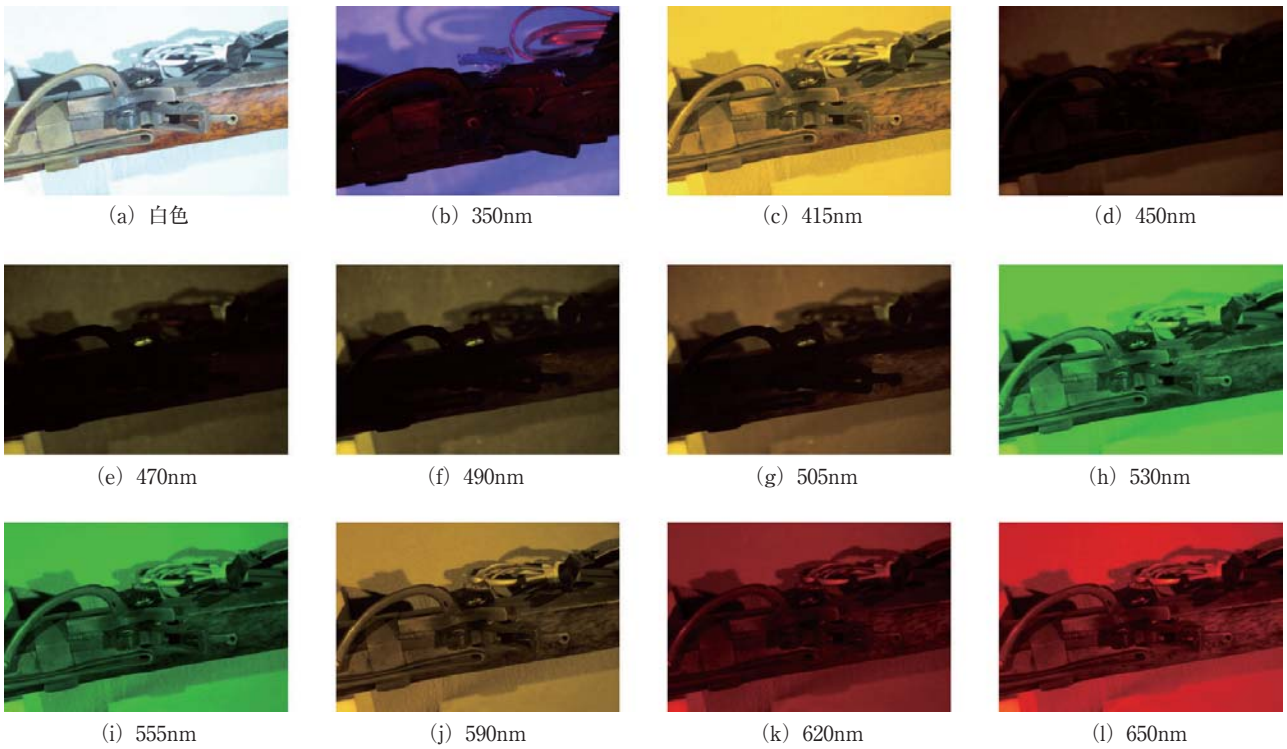 (a) 白色
(b) 350nm
(c) 415nm
(d) 450nm
(e) 470nm
(f) 490nm
(g) 505nm
(h) 530nm
(i) 555nm
(j) 590nm
(k) 620nm
(l) 650nm